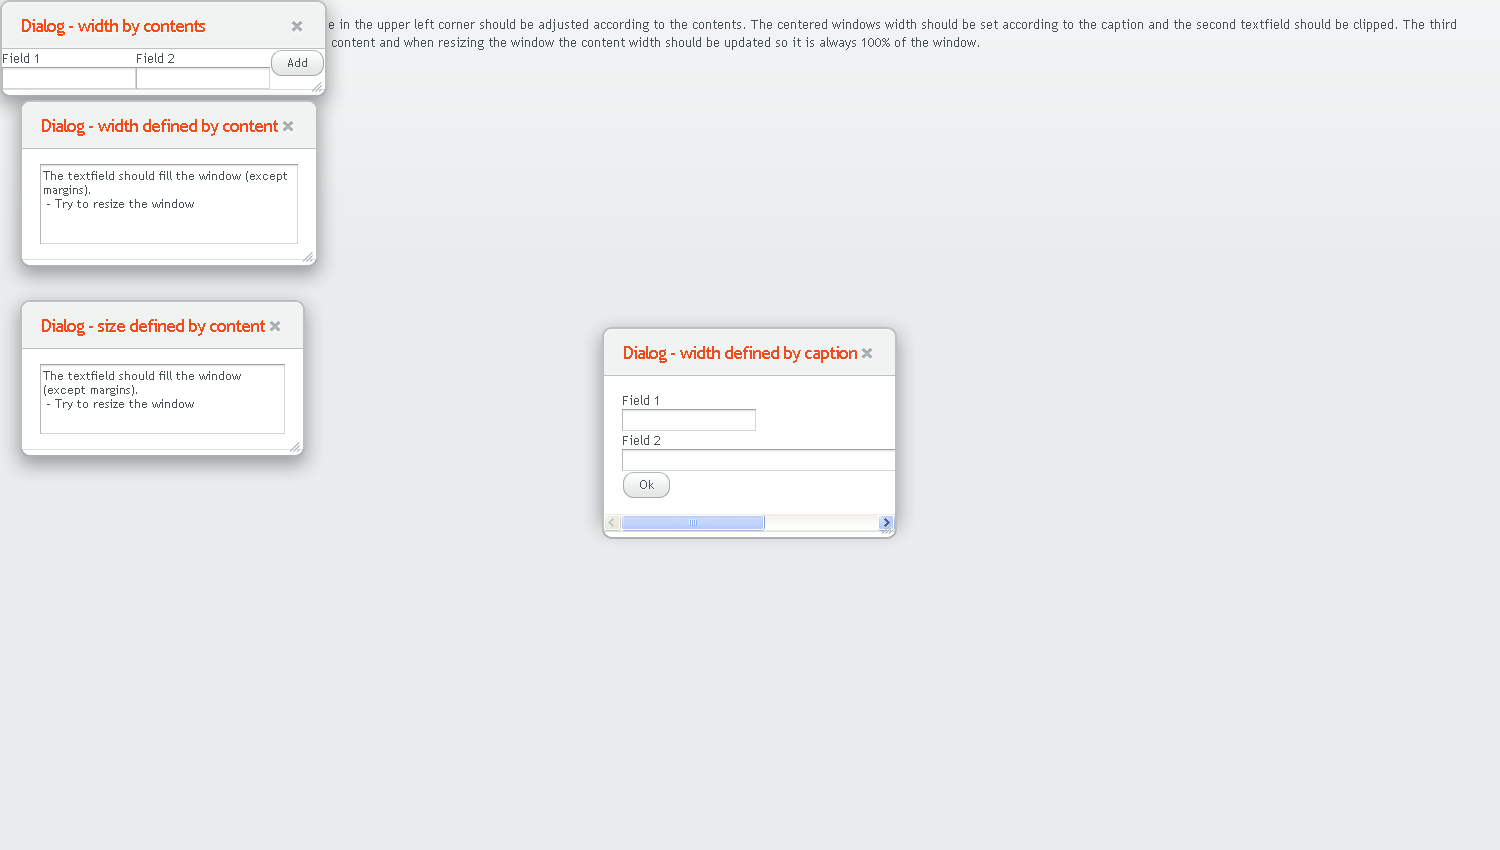 Dialog - width by contents
e in the upper left corner should be adjusted according to the contents. The centered windows width should be set according to the caption and the second textfield should be clipped. The third
content and when resizing the window the content width should be updated so it is always 100% of the window.
Field 1 Field 2 Add
Dialog - width defined by content
The textfield should fill the window (except
margins).
- Try to resize the window
Dialog - size defined by content
The textfield should fill the window
(except margins).
- Try to resize the window
Dialog - width defined by caption
Field 1
Field 2
Ok